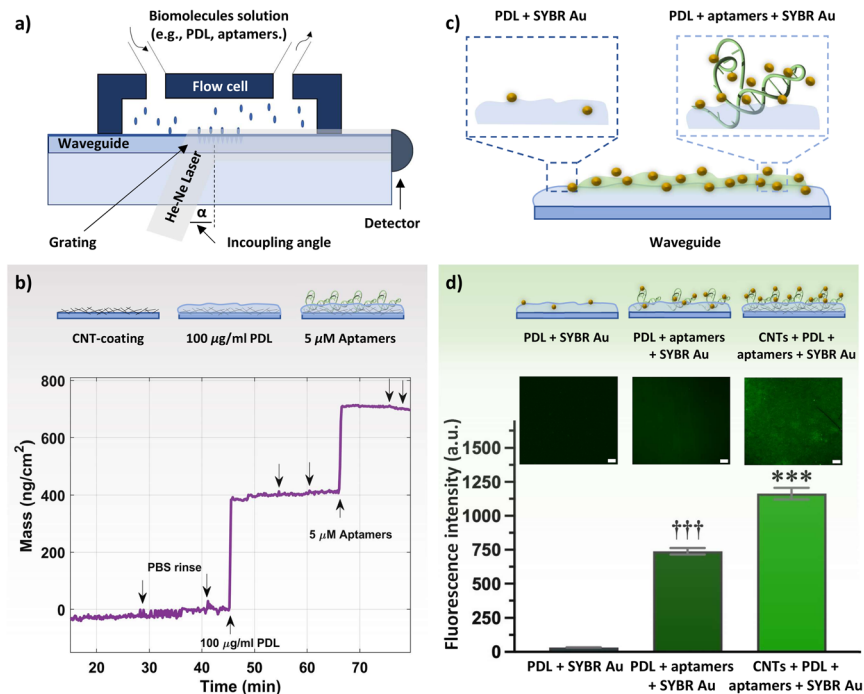 a)
Biomolecules solution
(e.g., PDL, aptamers.)
Flow cell
Waveguide
He-Ne Laser
α
Grating
Incoupling angle
Detector
c)
PDL + SYBR Au
PDL + aptamers + SYBR Au
Waveguide
b)
CNT-coating
100 µg/ml PDL
5 µM Aptamers
800
600
400
200
0
Mass (ng/cm²)
PBS rinse
100 µg/ml PDL
5 µM Aptamers
20
30
40
50
60
70
Time (min)
d)
PDL + SYBR Au
PDL + aptamers
+ SYBR Au
CNTs + PDL +
aptamers + SYBR Au
1500
1250
1000
750
500
250
0
Fluorescence intensity (a.u.)
†††
***
PDL + SYBR Au
PDL + aptamers
+ SYBR Au
CNTs + PDL +
aptamers + SYBR Au